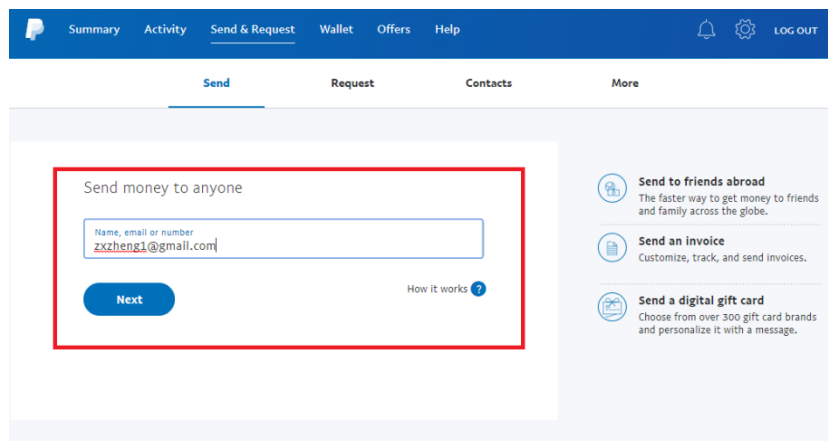 Summary Activity Send & Request Wallet Offers Help LOG OUT
Send Request Contacts More
Send money to anyone
Name, email or number
zxzheng1@gmail.com
How it works ?
Next
Send to friends abroad
The faster way to get money to friends
and family across the globe.
Send an invoice
Customize, track, and send invoices.
Send a digital gift card
Choose from over 300 gift card brands
and personalize it with a message.